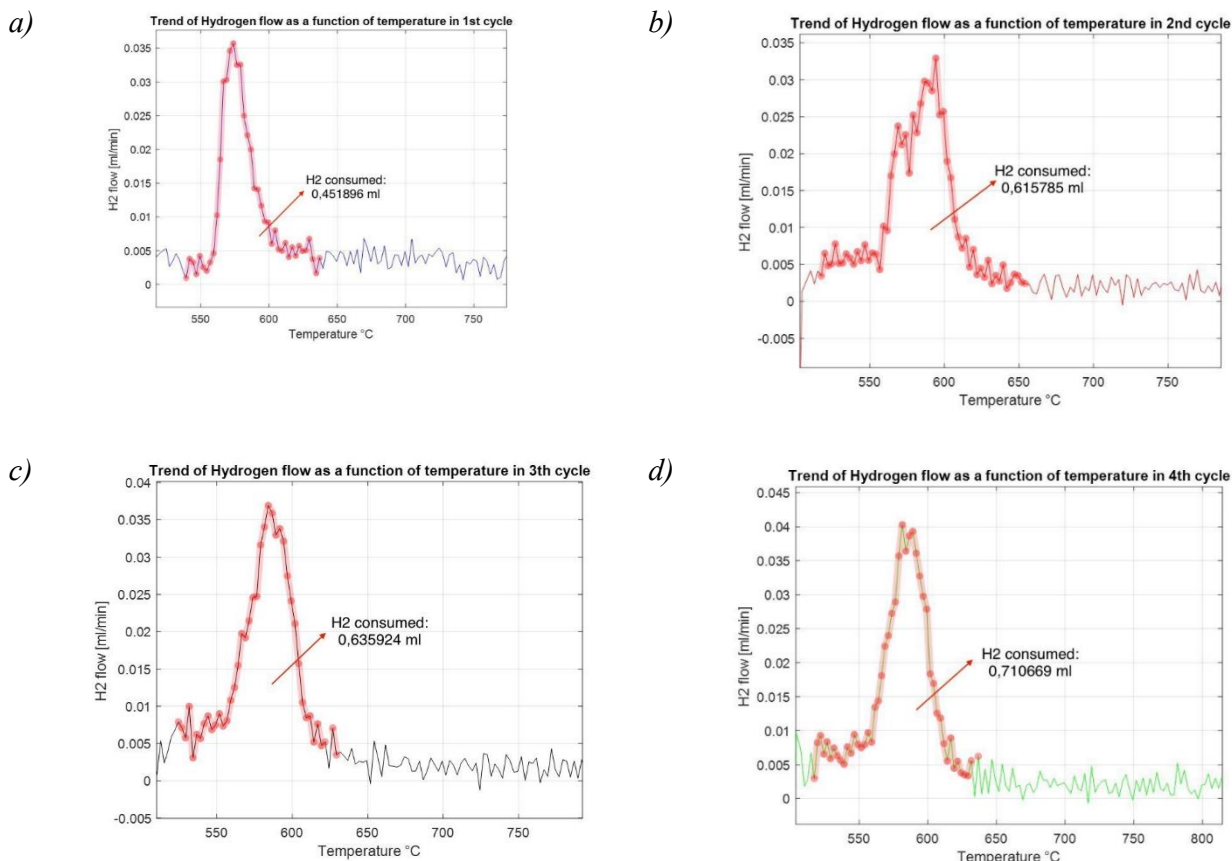 a)
Trend of Hydrogen flow as a function of temperature in 1st cycle
0.035
0.03
0.025
0.02
0.015
0.01
0.005
0
H2 flow [ml/min]
H2 consumed:
0,451896 ml
550 600 650 700 750
Temperature °C
b)
Trend of Hydrogen flow as a function of temperature in 2nd cycle
0.035
0.03
0.025
0.02
0.015
0.01
0.005
0
-0.005
H2 flow [ml/min]
H2 consumed:
0,615785 ml
550 600 650 700 750
Temperature °C
c)
Trend of Hydrogen flow as a function of temperature in 3th cycle
0.04
0.035
0.03
0.025
0.02
0.015
0.01
0.005
0
-0.005
H2 flow [ml/min]
H2 consumed:
0,635924 ml
550 600 650 700 750
Temperature °C
d)
Trend of Hydrogen flow as a function of temperature in 4th cycle
0.045
0.04
0.035
0.03
0.025
0.02
0.015
0.01
0.005
0
H2 flow [ml/min]
H2 consumed:
0,710669 ml
550 600 650 700 750 800
Temperature °C